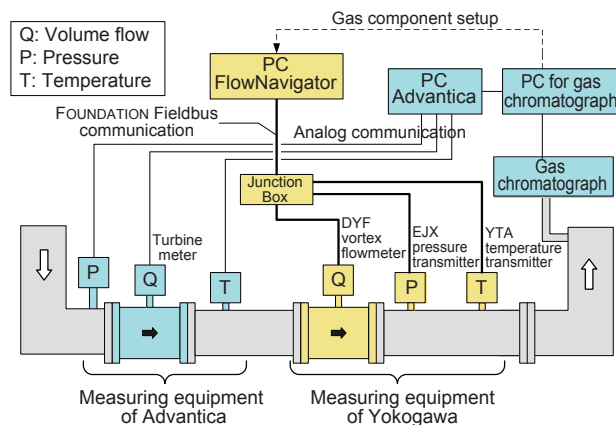 Gas component setup
Q: Volume flow
P: Pressure
T: Temperature
PC
FlowNavigator
PC
Advantica
PC for gas
chromatograph
FOUNDATION Fieldbus
communication
Analog communication
Gas
chromatograph
Junction
Box
Turbine
meter
DYF
vortex
flowmeter
EJX
pressure
transmitter
YTA
temperature
transmitter
P
Q
T
Q
P
T
Measuring equipment
of Advantica
Measuring equipment
of Yokogawa